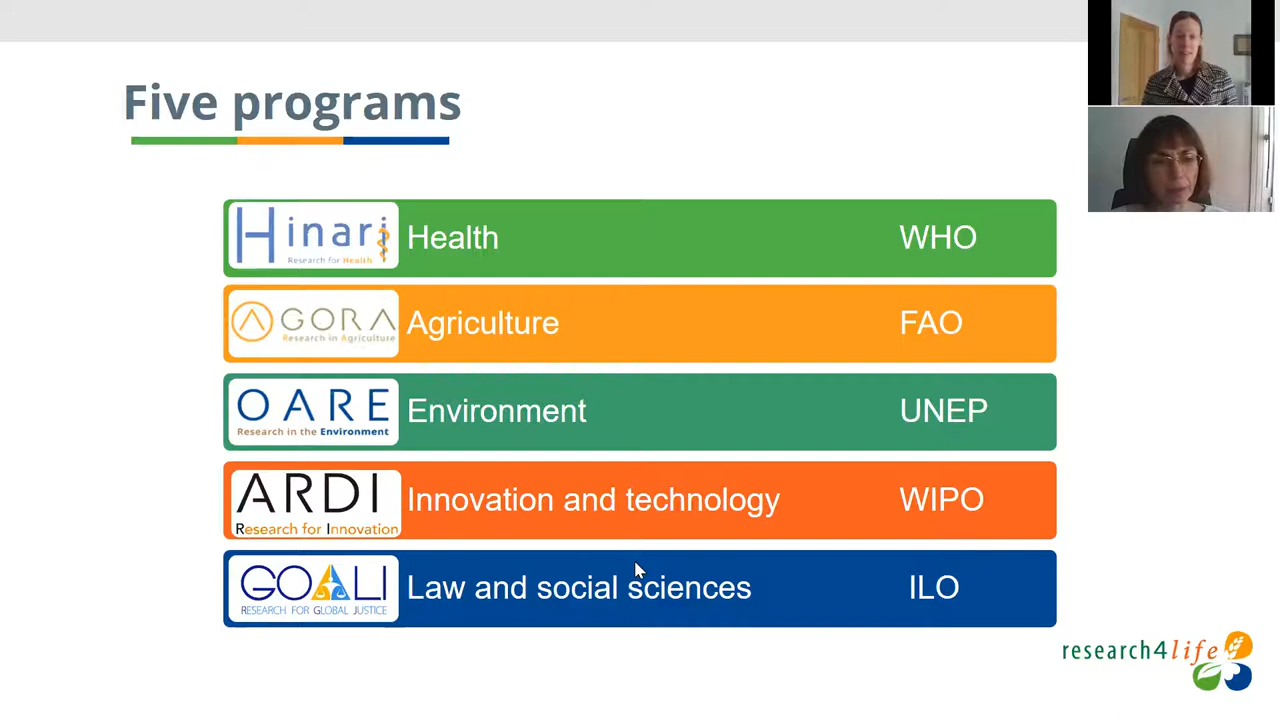 Five programs
Hinari
Research for Health
Health
WHO
AGORA
Research in Agriculture
Agriculture
FAO
OARE
Research in the Environment
Environment
UNEP
ARDI
Research for Innovation
Innovation and technology
WIPO
GOALI
RESEARCH FOR GLOBAL JUSTICE
Law and social sciences
ILO
research4life